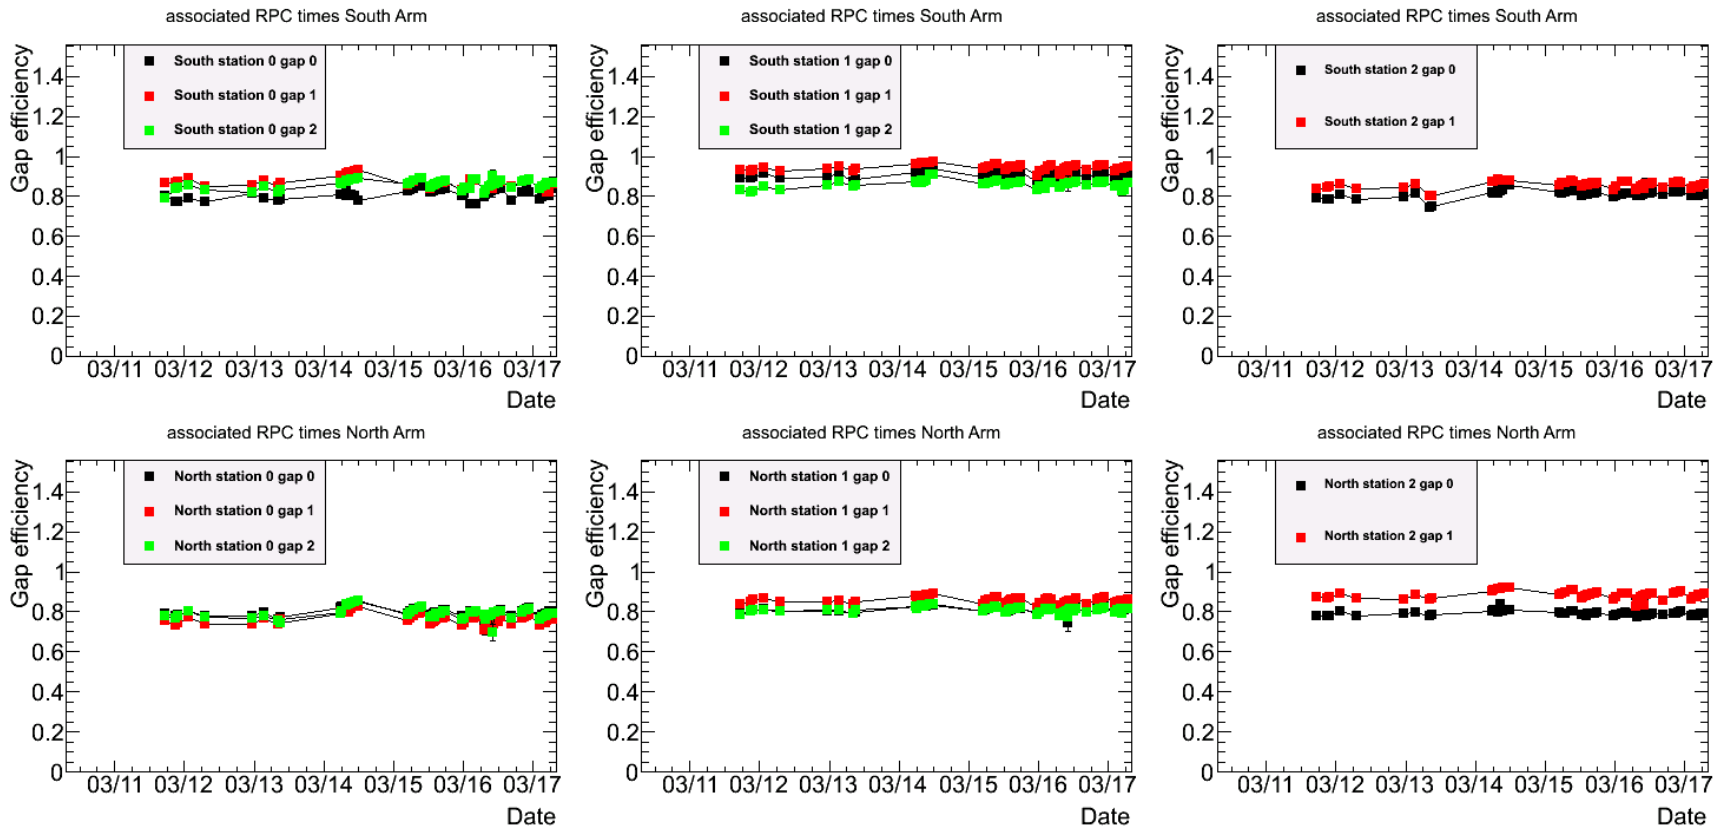 associated RPC times South Arm
Gap efficiency
1.4
1.2
1
0.8
0.6
0.4
0.2
0
South station 0 gap 0
South station 0 gap 1
South station 0 gap 2
03/11 03/12 03/13 03/14 03/15 03/16 03/17
Date
associated RPC times South Arm
Gap efficiency
1.4
1.2
1
0.8
0.6
0.4
0.2
0
South station 1 gap 0
South station 1 gap 1
South station 1 gap 2
03/11 03/12 03/13 03/14 03/15 03/16 03/17
Date
associated RPC times South Arm
Gap efficiency
1.4
1.2
1
0.8
0.6
0.4
0.2
0
South station 2 gap 0
South station 2 gap 1
03/11 03/12 03/13 03/14 03/15 03/16 03/17
Date
associated RPC times North Arm
Gap efficiency
1.4
1.2
1
0.8
0.6
0.4
0.2
0
North station 0 gap 0
North station 0 gap 1
North station 0 gap 2
03/11 03/12 03/13 03/14 03/15 03/16 03/17
Date
associated RPC times North Arm
Gap efficiency
1.4
1.2
1
0.8
0.6
0.4
0.2
0
North station 1 gap 0
North station 1 gap 1
North station 1 gap 2
03/11 03/12 03/13 03/14 03/15 03/16 03/17
Date
associated RPC times North Arm
Gap efficiency
1.4
1.2
1
0.8
0.6
0.4
0.2
0
North station 2 gap 0
North station 2 gap 1
03/11 03/12 03/13 03/14 03/15 03/16 03/17
Date